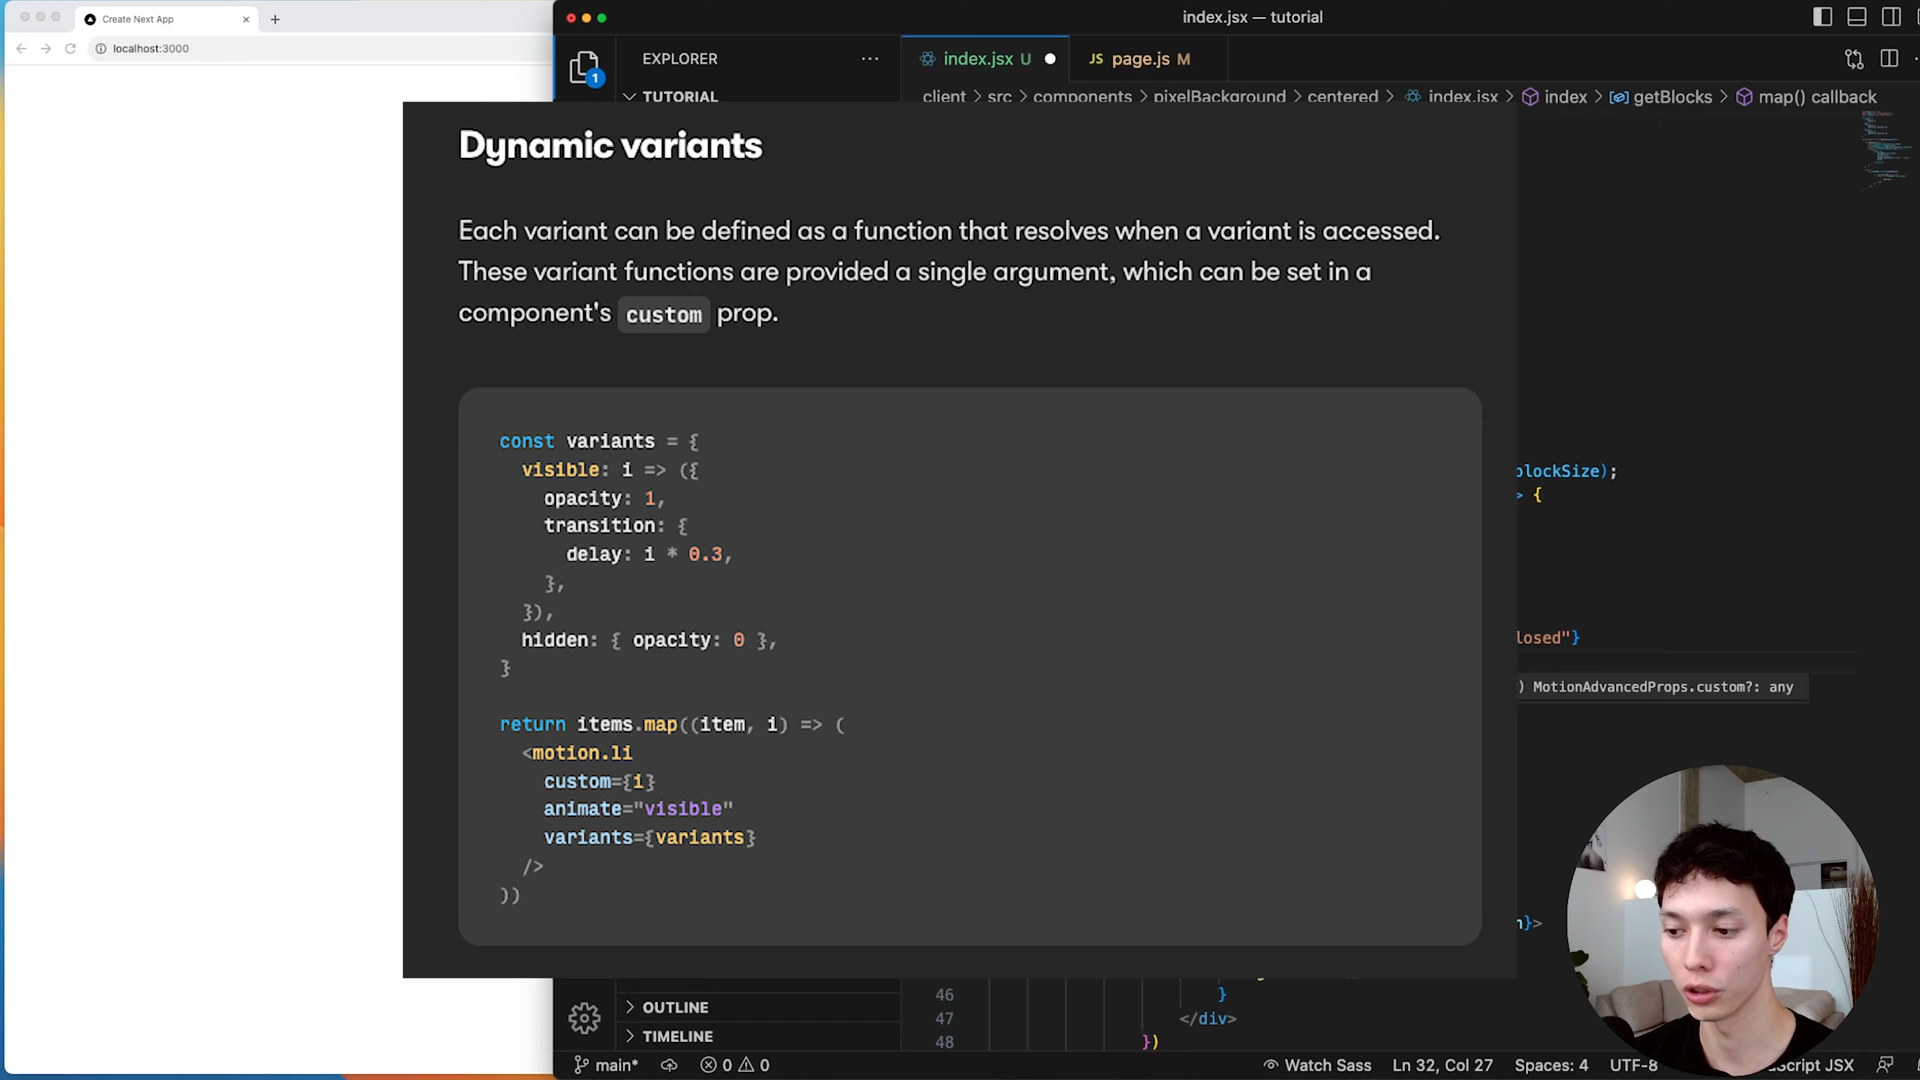 Create Next App
localhost:3000
index.jsx — tutorial
EXPLORER
index.jsx U
JS page.js M
1
TUTORIAL
client > src > components > pixelBackground > centered > index.jsx > index > getBlocks > map() callback
Dynamic variants
Each variant can be defined as a function that resolves when a variant is accessed.
These variant functions are provided a single argument, which can be set in a
component's custom prop.
const variants = {
visible: i => ({
opacity: 1,
transition: {
delay: i * 0.3,
},
}),
hidden: { opacity: 0 },
}
return items.map((item, i) => (
<motion.li
custom={i}
animate="visible"
variants={variants}
/>
))
blockSize);
> {
losed"}
) MotionAdvancedProps.custom?: any
n}>
OUTLINE
TIMELINE
46 }
47 </div>
48 })
main*
0 0
Watch Sass
Ln 32, Col 27
Spaces: 4
UTF-8
Script JSX